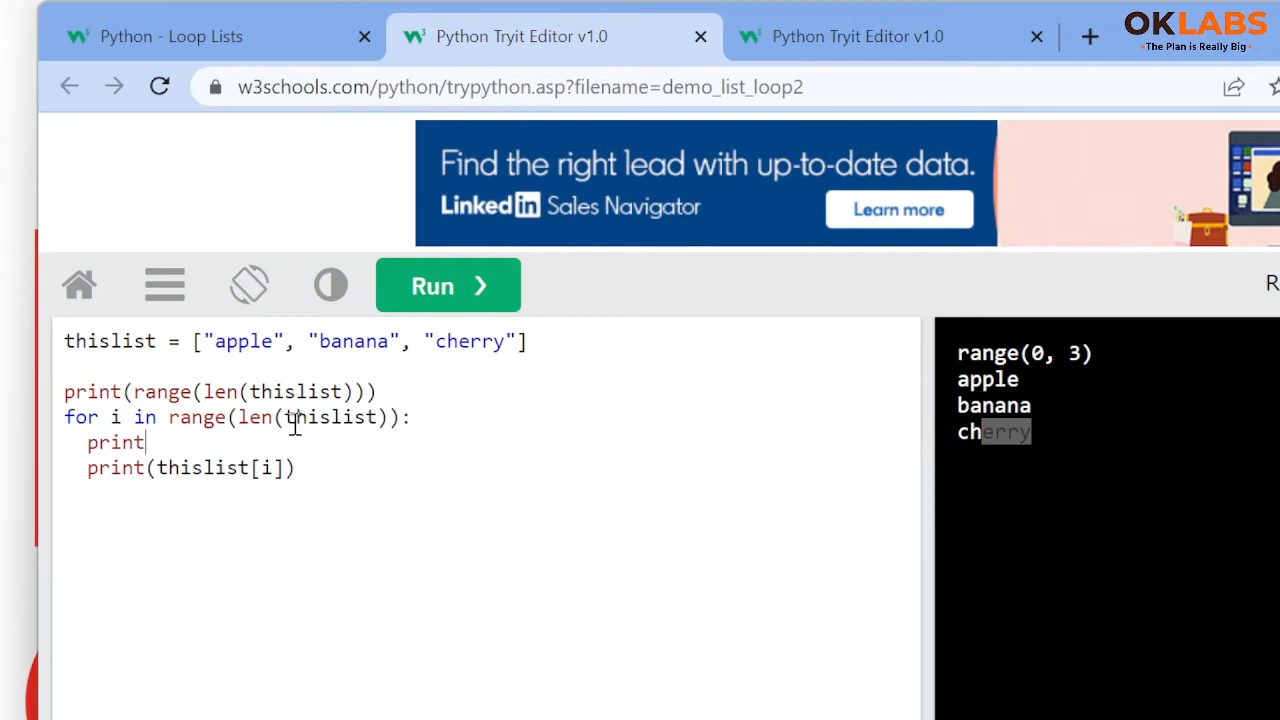 OKLABS
The Plan is Really Big
Python - Loop Lists
Python Tryit Editor v1.0
Python Tryit Editor v1.0
w3schools.com/python/trypython.asp?filename=demo_list_loop2
Find the right lead with up-to-date data.
LinkedIn Sales Navigator
Learn more
Run ❯
R
thislist = ["apple", "banana", "cherry"]
print(range(len(thislist)))
for i in range(len(thislist)):
print
print(thislist[i])
range(0, 3)
apple
banana
cherry